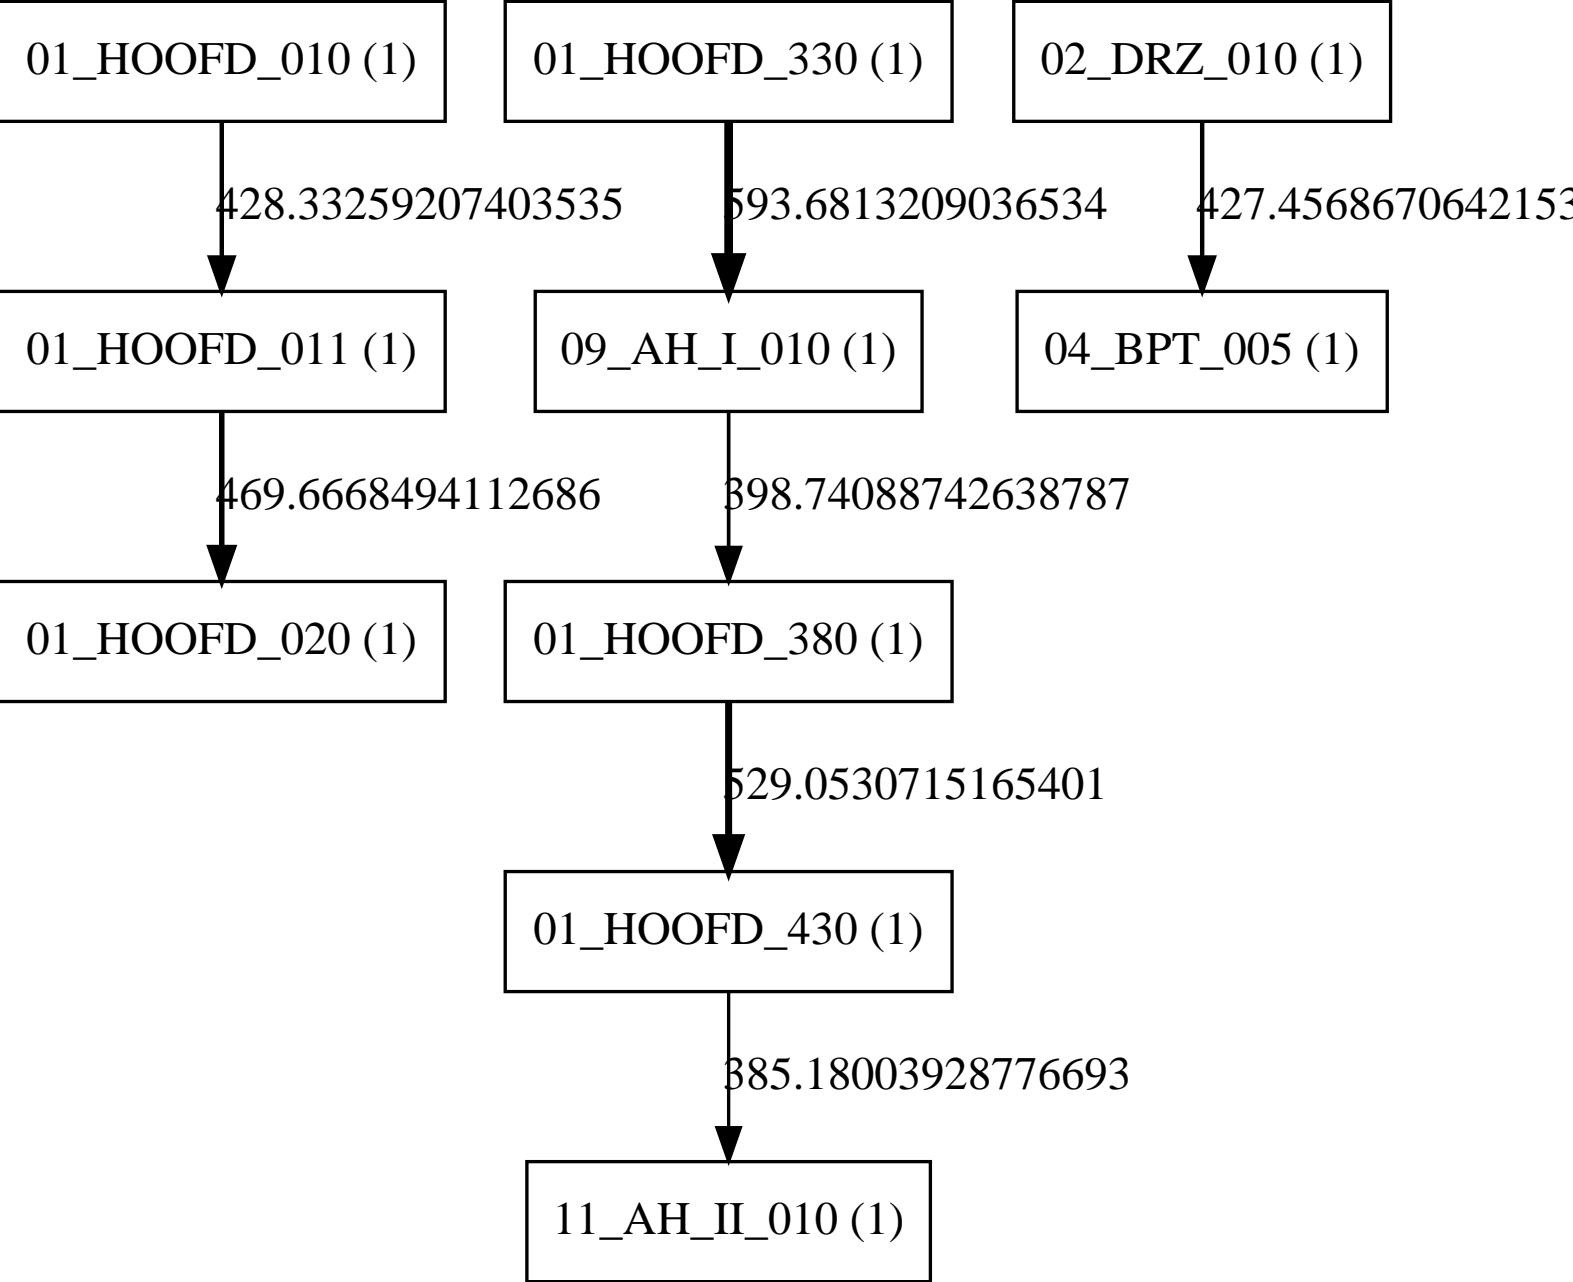 01_HOOFD_010 (1)
01_HOOFD_330 (1)
02_DRZ_010 (1)
428.33259207403535
593.6813209036534
427.4568670642153
01_HOOFD_011 (1)
09_AH_I_010 (1)
04_BPT_005 (1)
469.6668494112686
398.74088742638787
01_HOOFD_020 (1)
01_HOOFD_380 (1)
529.0530715165401
01_HOOFD_430 (1)
385.18003928776693
11_AH_II_010 (1)